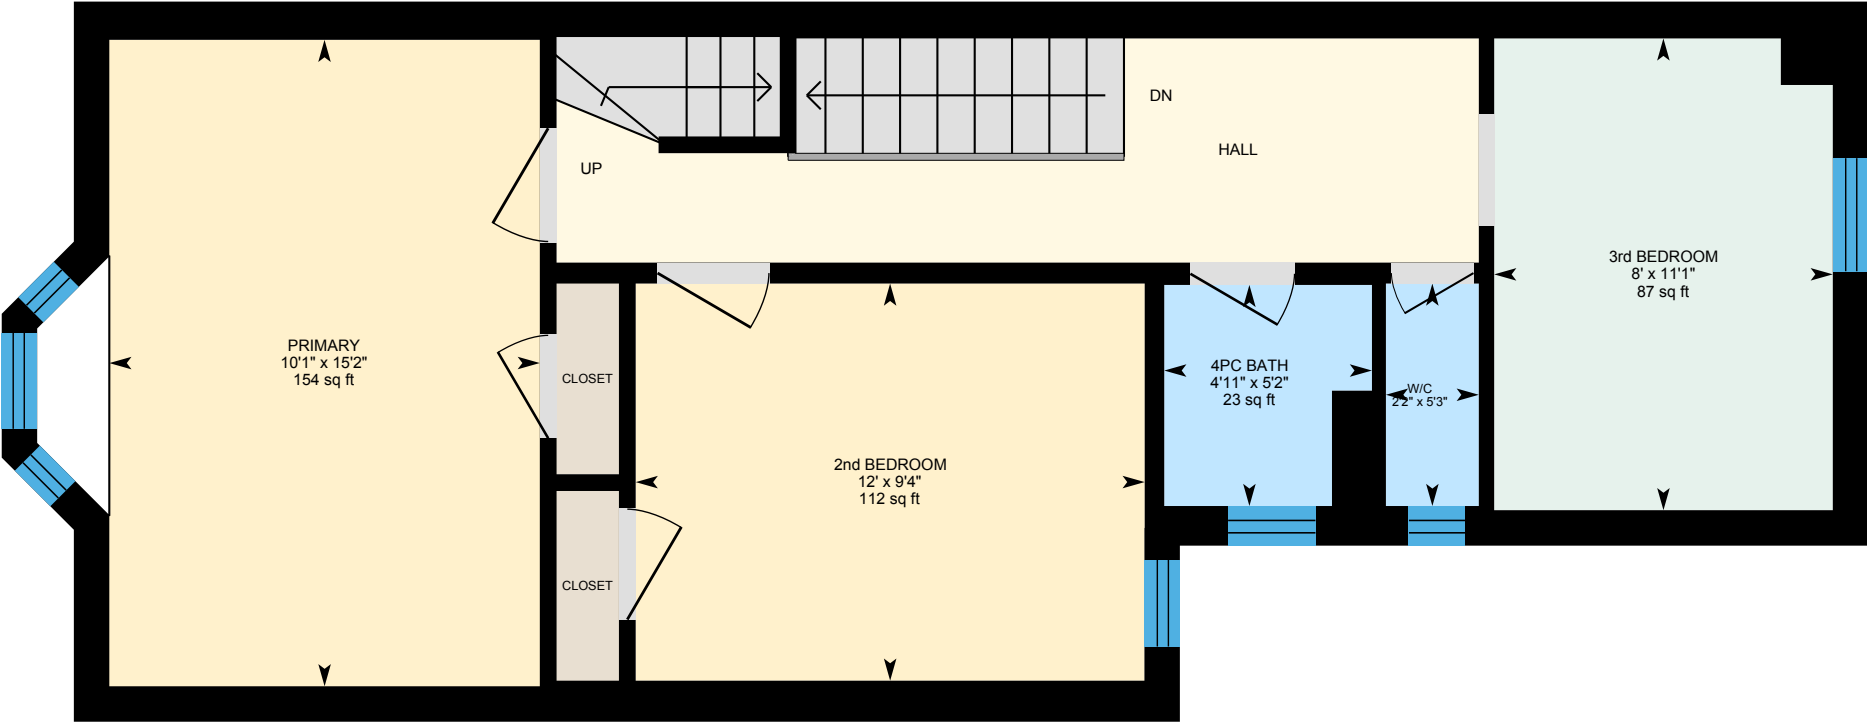 DN
HALL
UP
3rd BEDROOM
8' x 11'1"
87 sq ft
PRIMARY
10'1" x 15'2"
154 sq ft
CLOSET
4PC BATH
4'11" x 5'2"
23 sq ft
W/C
2'2" x 5'3"
2nd BEDROOM
12' x 9'4"
112 sq ft
CLOSET